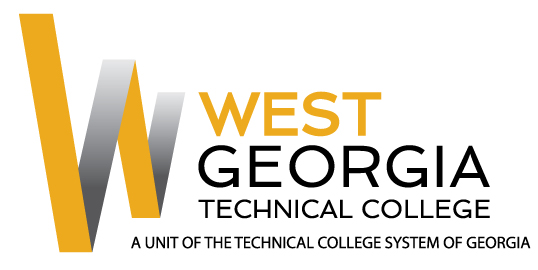 WEST
GEORGIA
TECHNICAL COLLEGE
A UNIT OF THE TECHNICAL COLLEGE SYSTEM OF GEORGIA